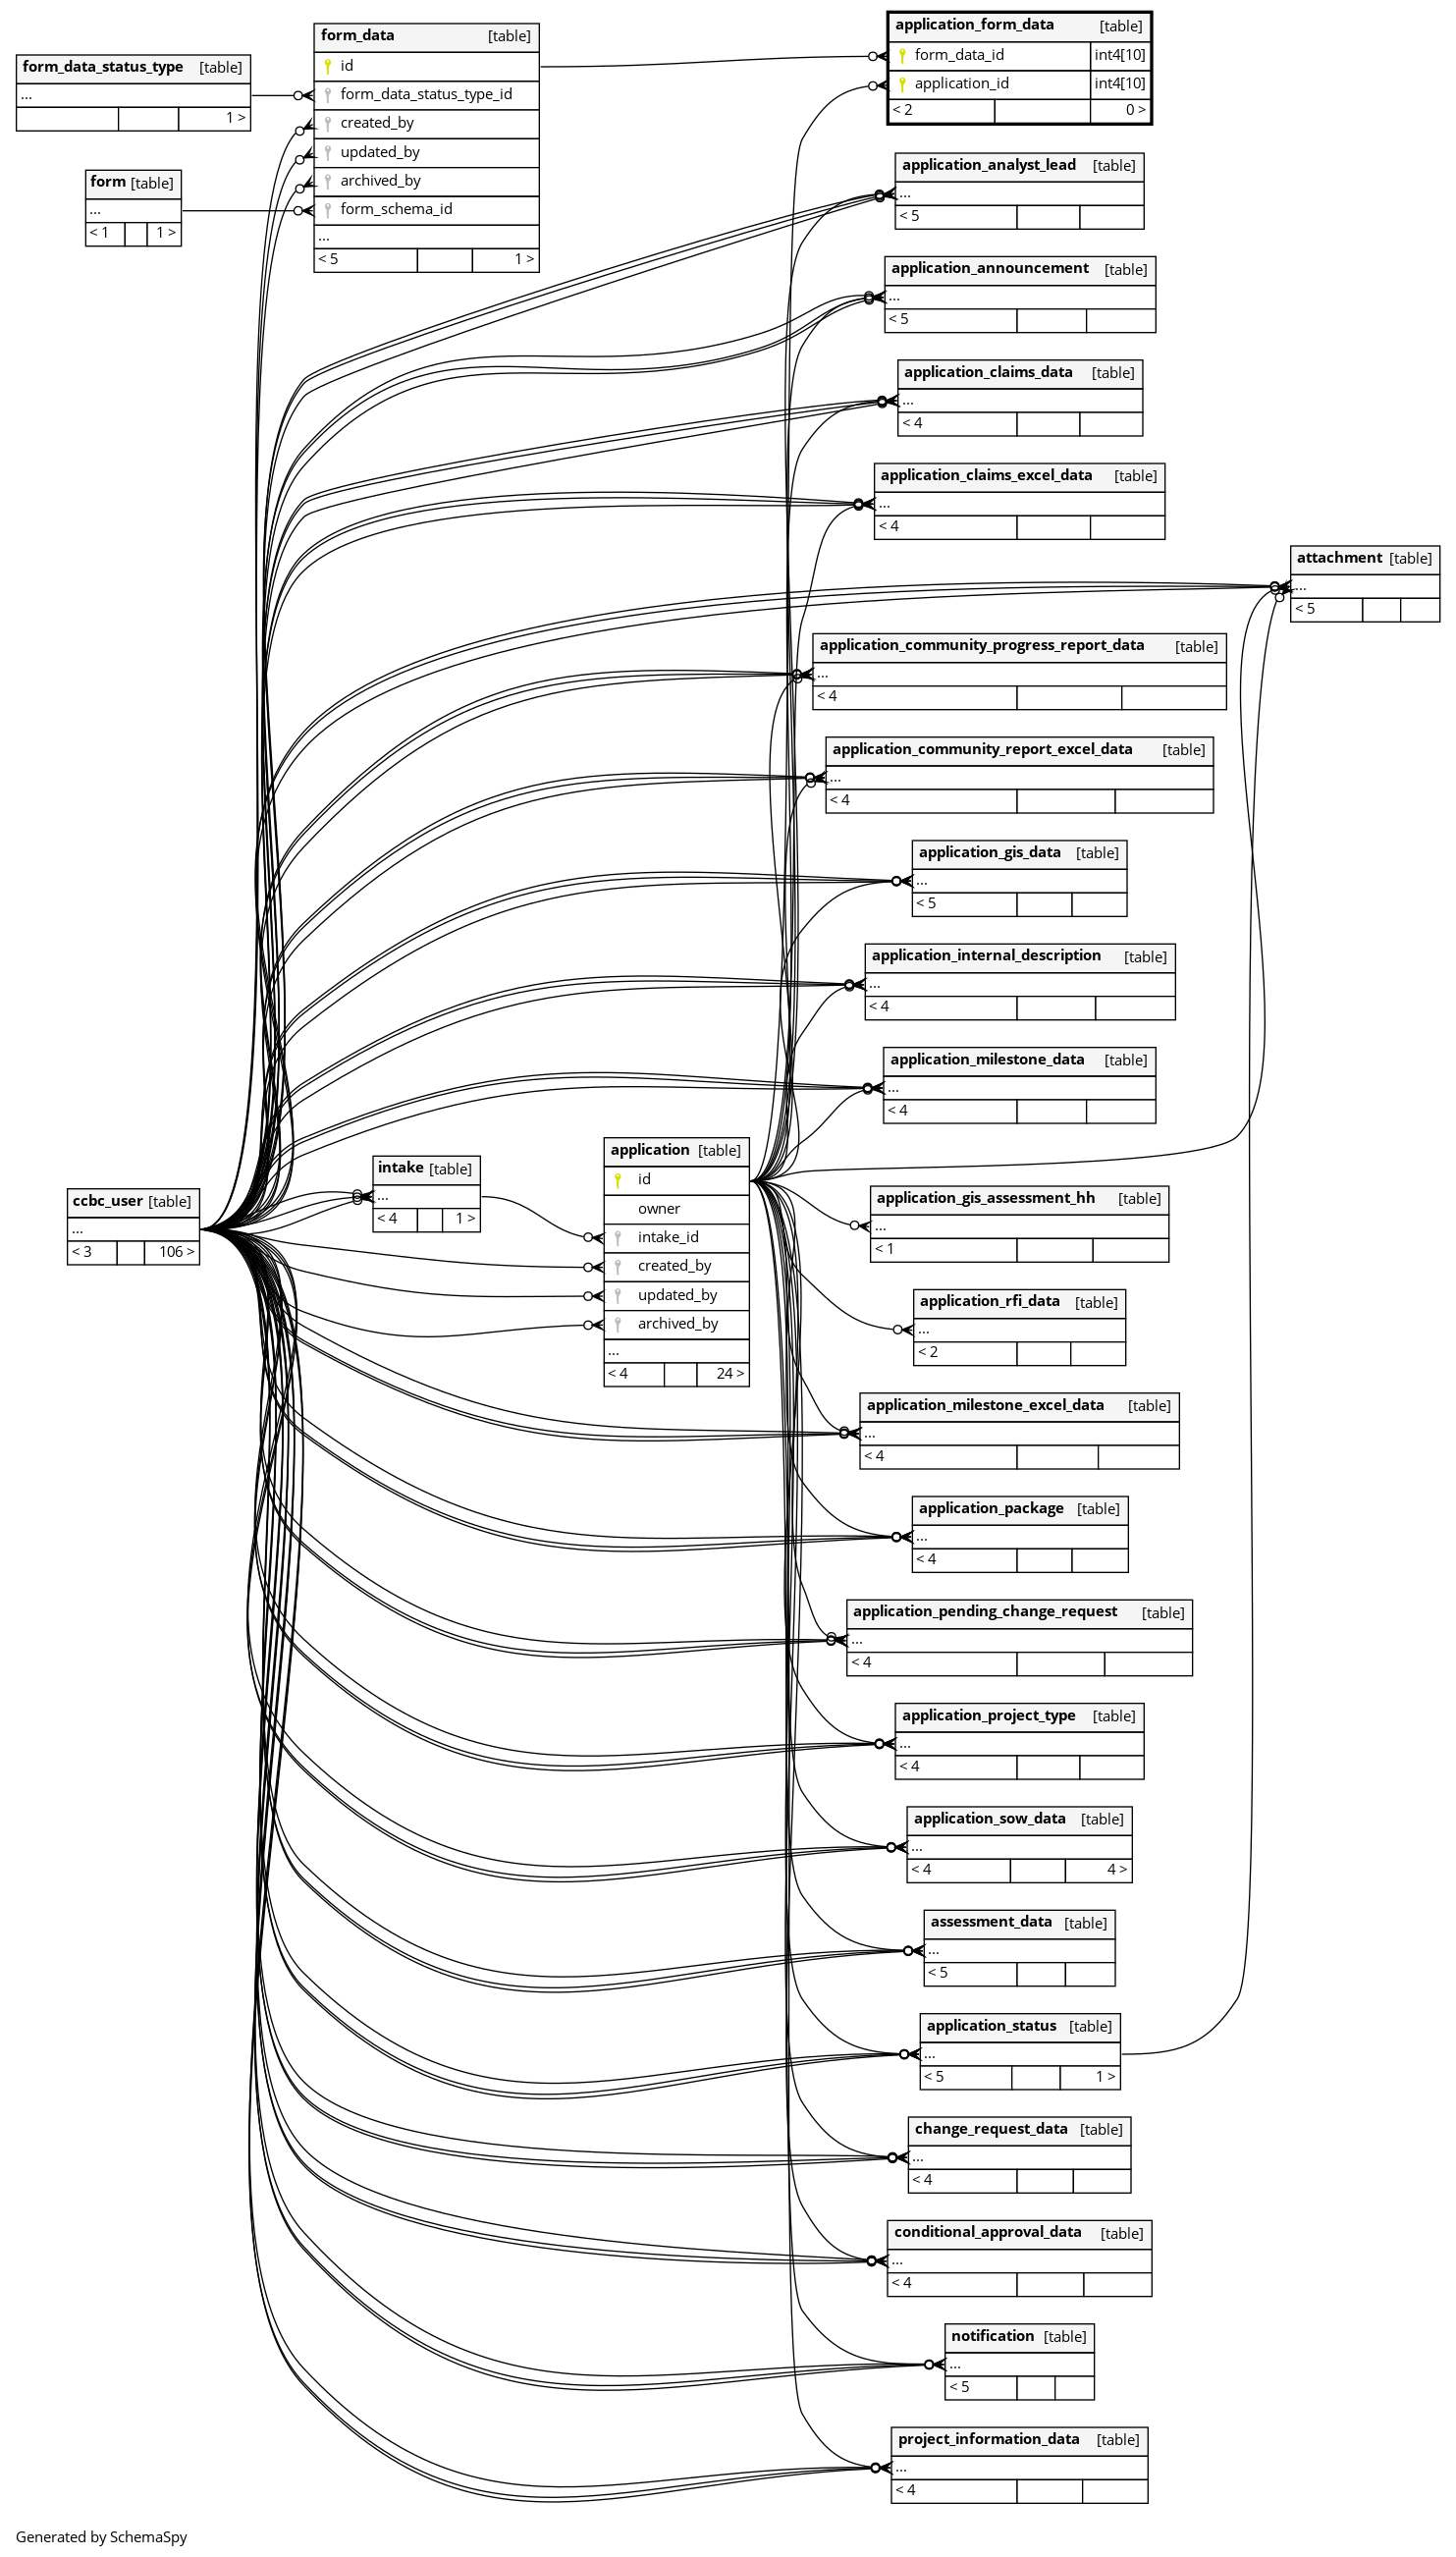 form_data_status_type [table]
...
1 >
form [table]
...
< 1 1 >
form_data [table]
id
form_data_status_type_id
created_by
updated_by
archived_by
form_schema_id
...
< 5 1 >
application_form_data [table]
form_data_id int4[10]
application_id int4[10]
< 2 0 >
application_analyst_lead [table]
...
< 5
application_announcement [table]
...
< 5
application_claims_data [table]
...
< 4
application_claims_excel_data [table]
...
< 4
attachment [table]
...
< 5
application_community_progress_report_data [table]
...
< 4
application_community_report_excel_data [table]
...
< 4
application_gis_data [table]
...
< 5
application_internal_description [table]
...
< 4
application_milestone_data [table]
...
< 4
ccbc_user [table]
...
< 3 106 >
intake [table]
...
< 4 1 >
application [table]
id
owner
intake_id
created_by
updated_by
archived_by
...
< 4 24 >
application_gis_assessment_hh [table]
...
< 1
application_rfi_data [table]
...
< 2
application_milestone_excel_data [table]
...
< 4
application_package [table]
...
< 4
application_pending_change_request [table]
...
< 4
application_project_type [table]
...
< 4
application_sow_data [table]
...
< 4 4 >
assessment_data [table]
...
< 5
application_status [table]
...
< 5 1 >
change_request_data [table]
...
< 4
conditional_approval_data [table]
...
< 4
notification [table]
...
< 5
project_information_data [table]
...
< 4
Generated by SchemaSpy